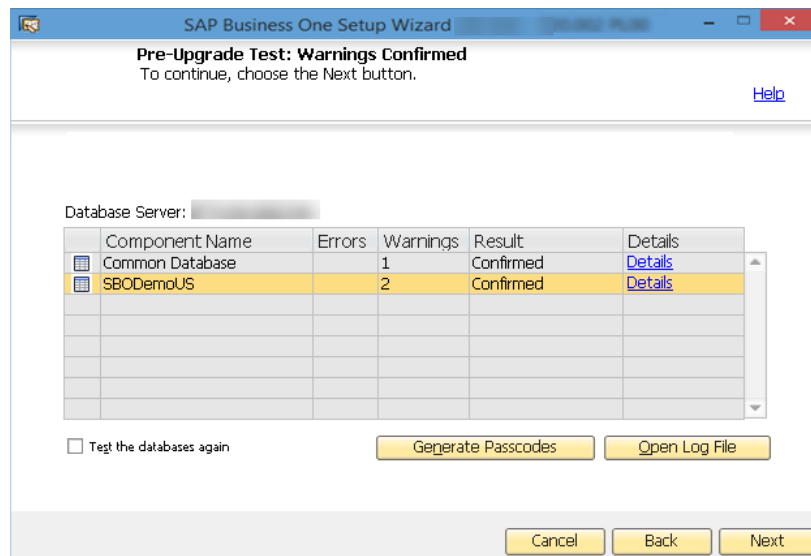 SAP Business One Setup Wizard
Pre-Upgrade Test: Warnings Confirmed
To continue, choose the Next button.
Help
Database Server:
Component Name Errors Warnings Result Details
Common Database 1 Confirmed Details
SBODemoUS 2 Confirmed Details
Test the databases again
Generate Passcodes
Open Log File
Cancel
Back
Next